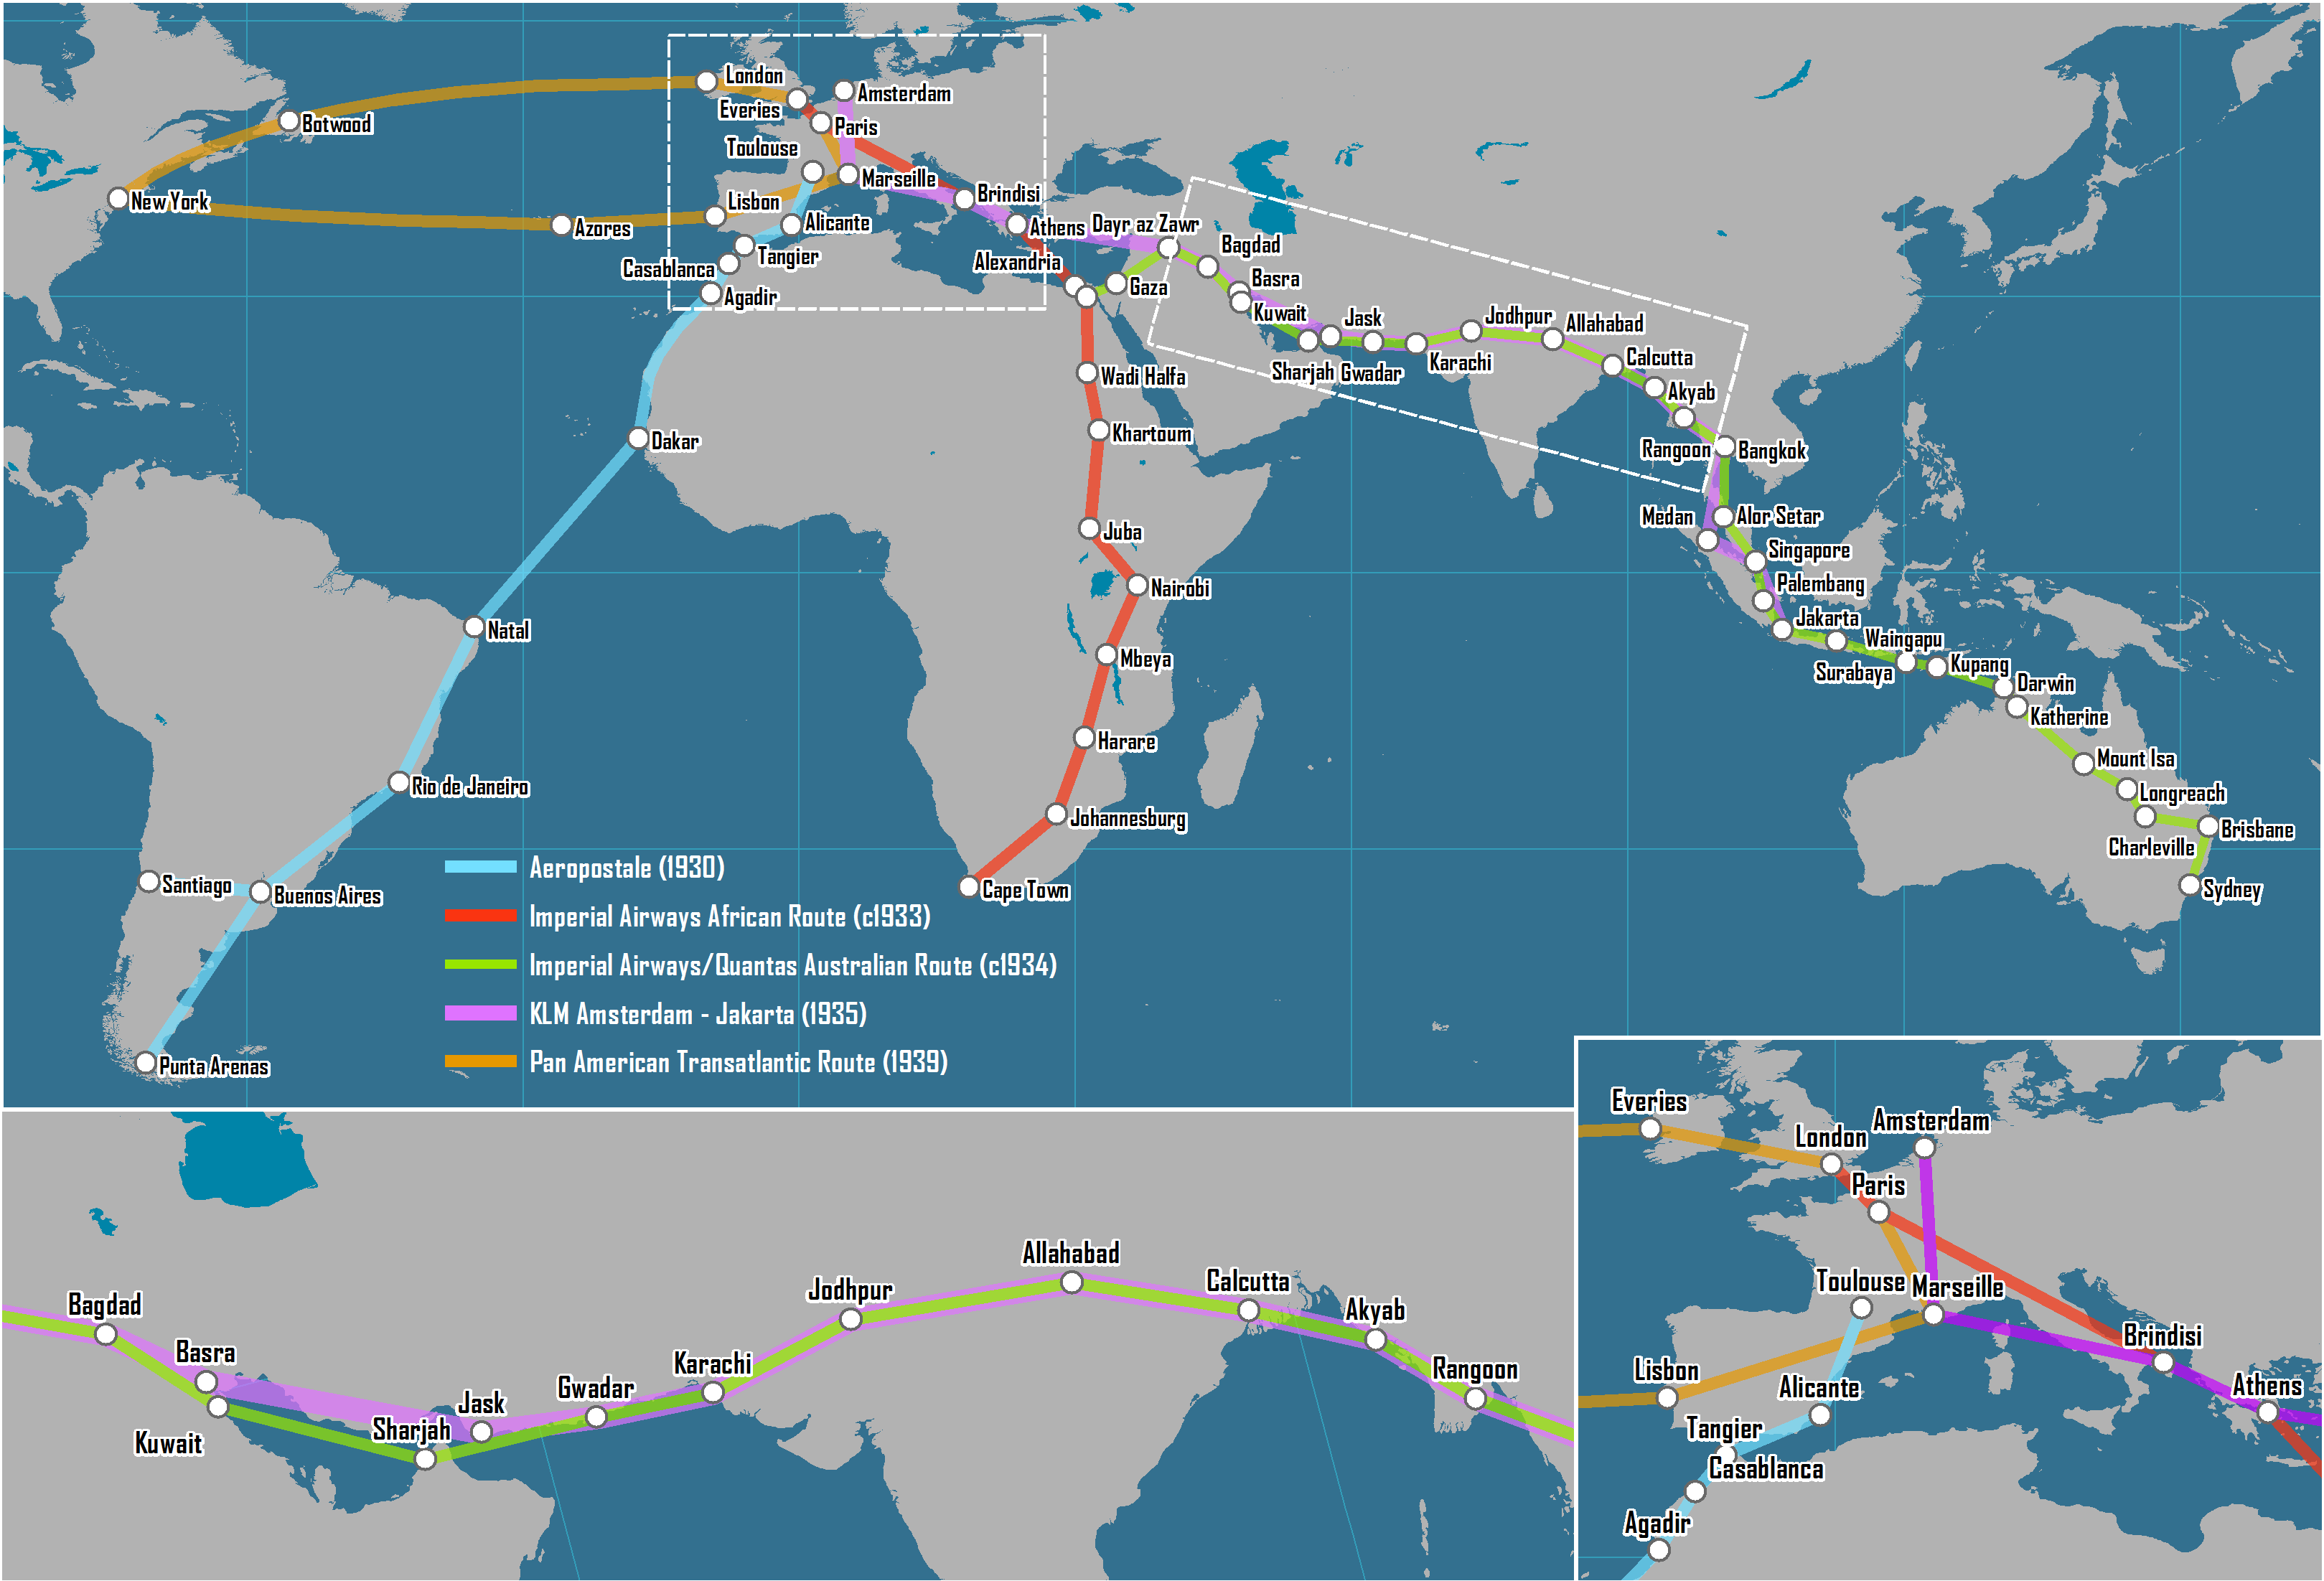 London
Everies
Amsterdam
Botwood
Paris
Toulouse
New York
Marseille
Brindisi
Lisbon
Azores
Alicante
Athens
Dayr az Zawr
Bagdad
Tangier
Casablanca
Alexandria
Agadir
Gaza
Basra
Kuwait
Jask
Jodhpur
Allahabad
Sharjah
Gwadar
Karachi
Calcutta
Akyab
Wadi Halfa
Khartoum
Dakar
Rangoon
Bangkok
Medan
Alor Setar
Juba
Singapore
Nairobi
Palembang
Natal
Jakarta
Waingapu
Mbeya
Surabaya
Kupang
Darwin
Katherine
Harare
Mount Isa
Rio de Janeiro
Longreach
Johannesburg
Brisbane
Charleville
Santiago
Buenos Aires
Cape Town
Sydney
Punta Arenas
Aeropostale (1930)
Imperial Airways African Route (c1933)
Imperial Airways/Quantas Australian Route (c1934)
KLM Amsterdam - Jakarta (1935)
Pan American Transatlantic Route (1939)
Bagdad
Basra
Kuwait
Sharjah
Jask
Gwadar
Karachi
Jodhpur
Allahabad
Calcutta
Akyab
Rangoon
Everies
London
Amsterdam
Paris
Toulouse
Marseille
Brindisi
Lisbon
Alicante
Athens
Tangier
Casablanca
Agadir